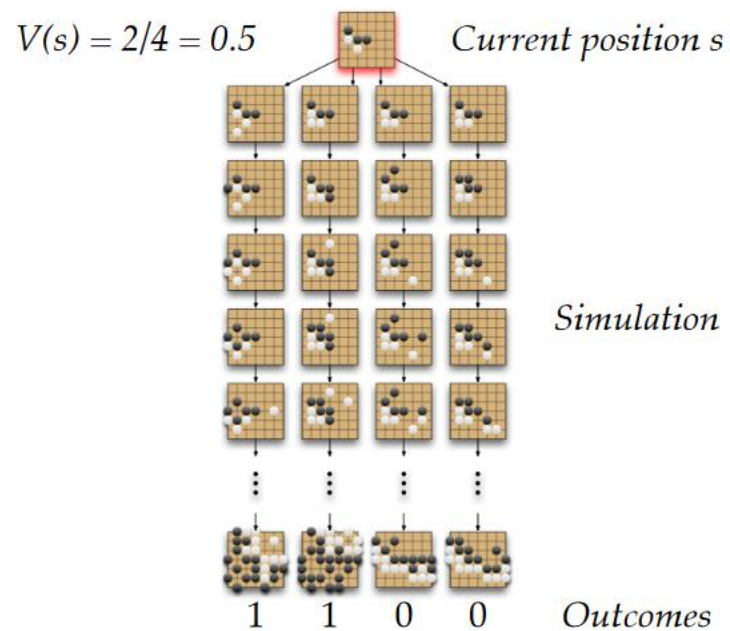 V(s) = 2/4 = 0.5
Current position s
Simulation
1 1 0 0
Outcomes